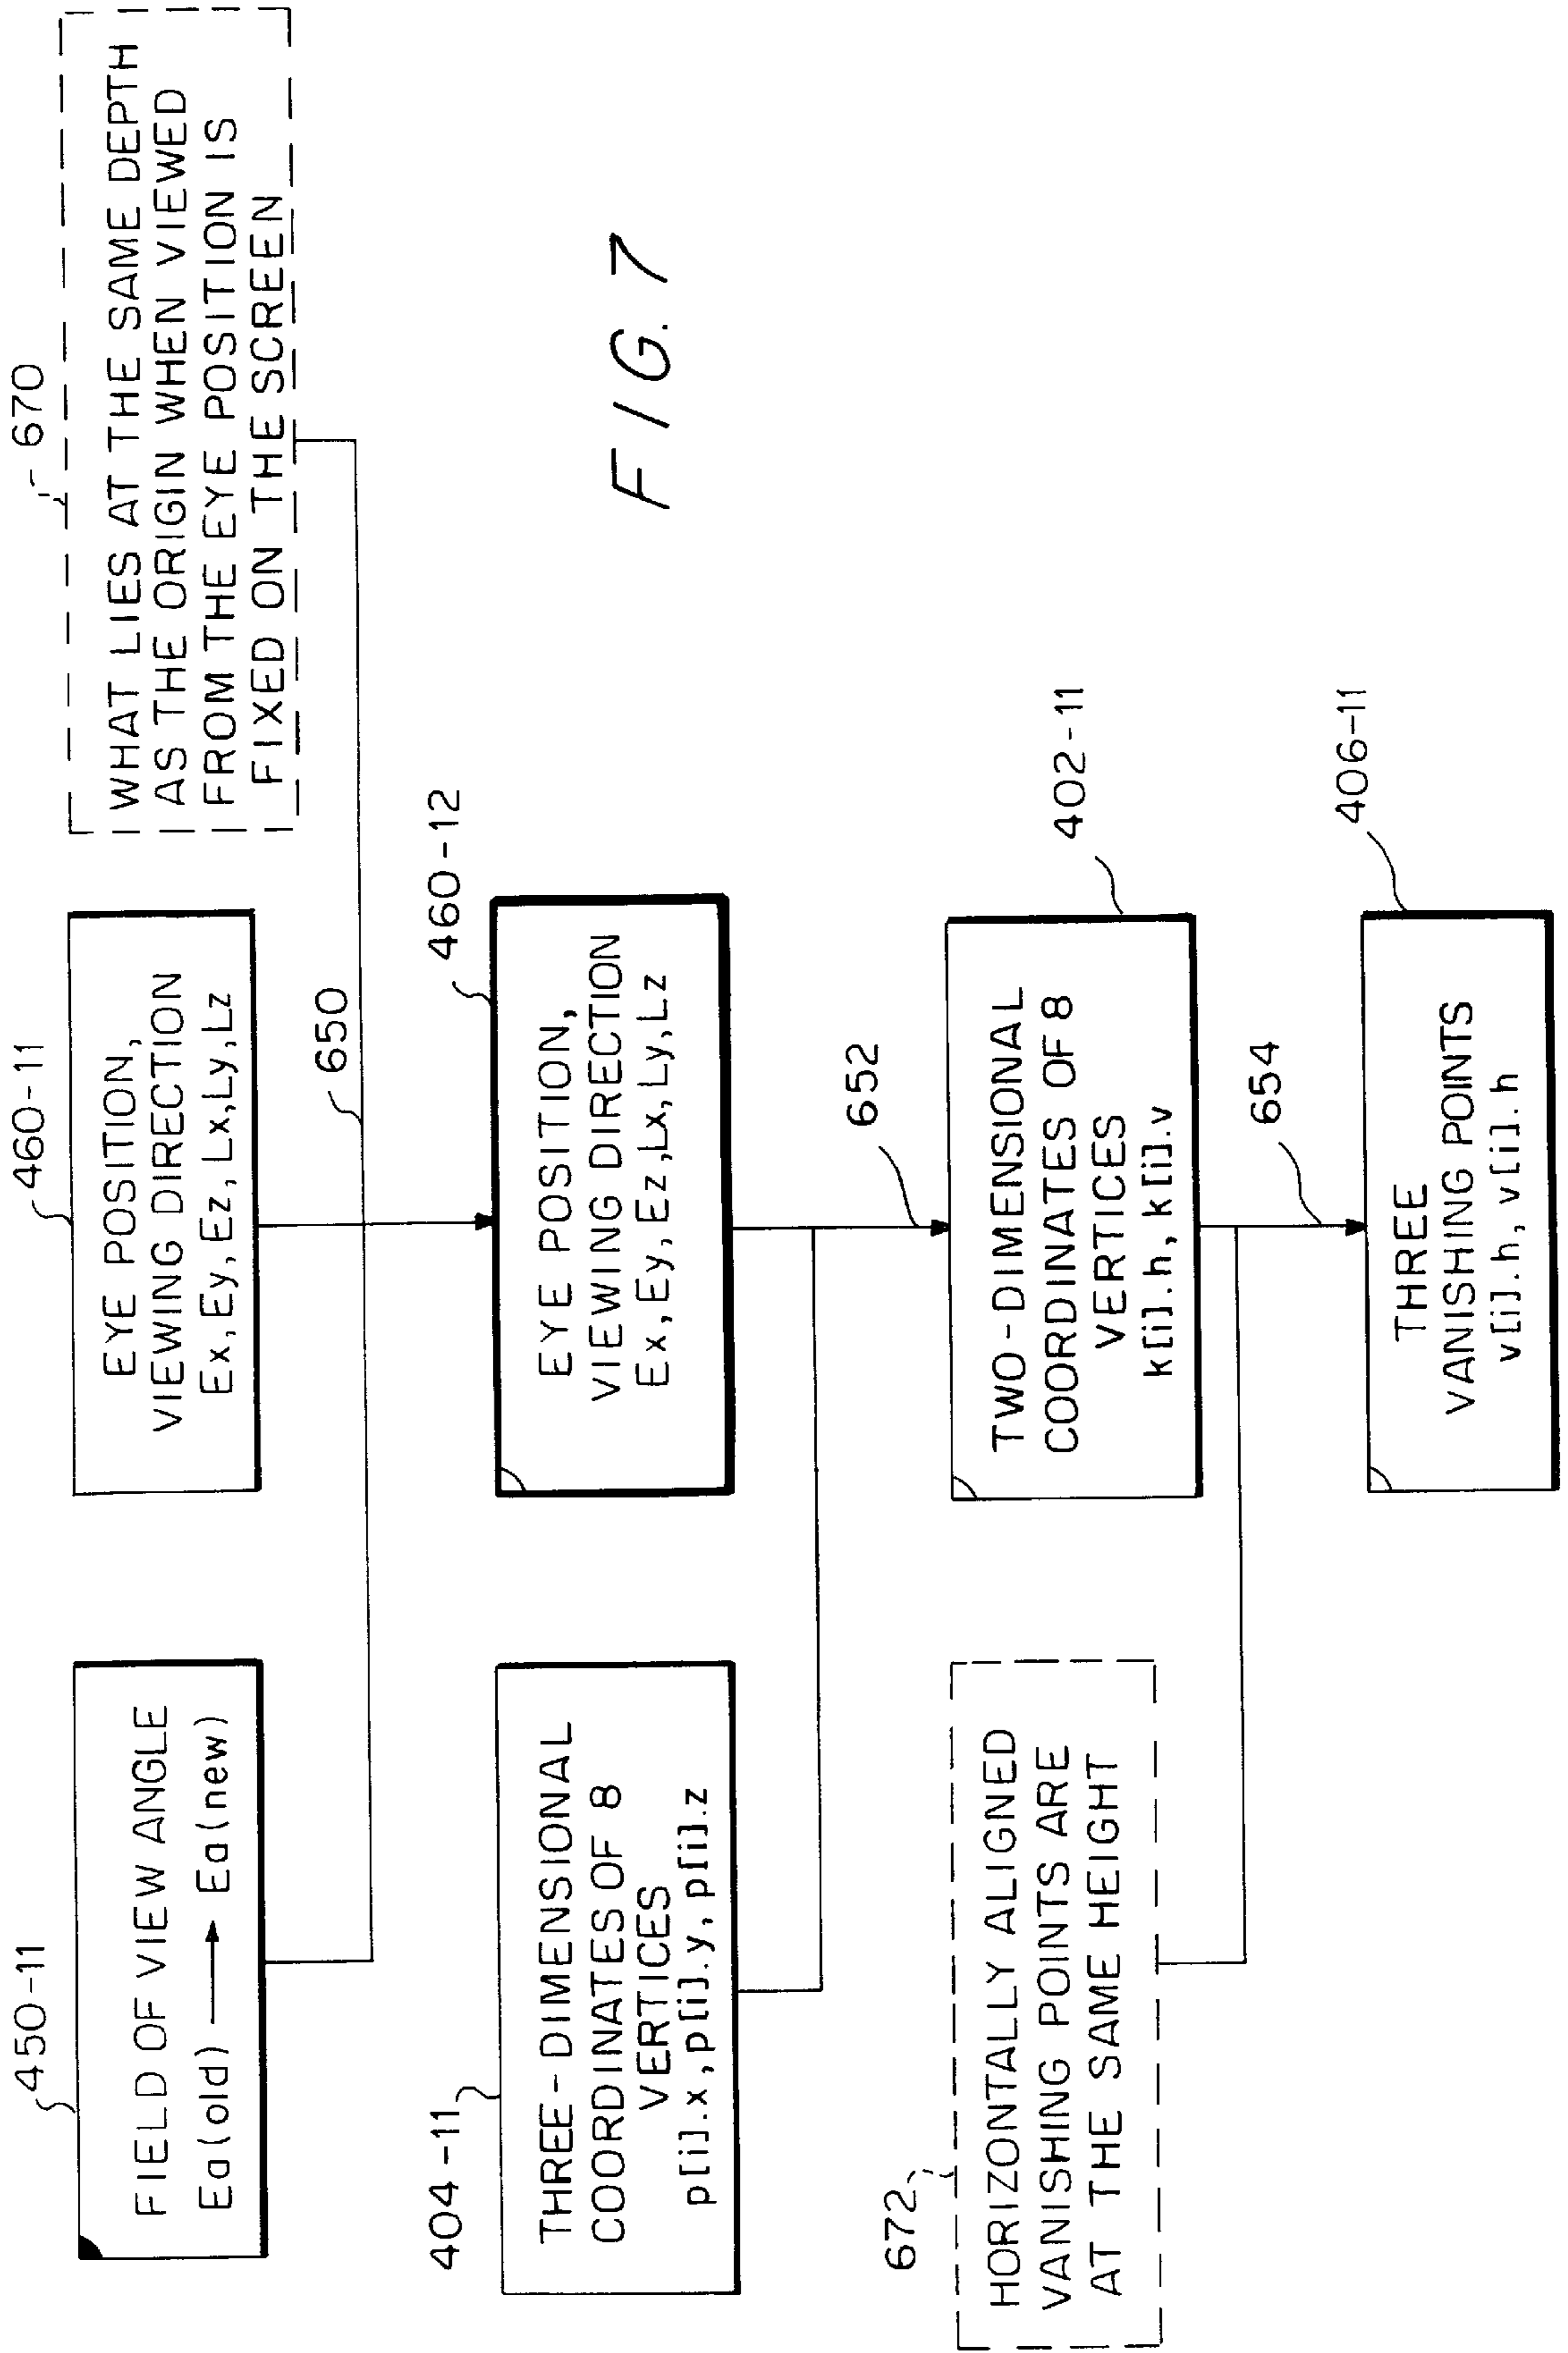 450-11
FIELD OF VIEW ANGLE
Ea(old) → Ea(new)
460-11
EYE POSITION,
VIEWING DIRECTION
Ex,Ey,Ez,Lx,Ly,Lz
670
WHAT LIES AT THE SAME DEPTH
AS THE ORIGIN WHEN VIEWED
FROM THE EYE POSITION IS
FIXED ON THE SCREEN
650
404-11
THREE-DIMENSIONAL
COORDINATES OF 8
VERTICES
p[i].x,p[i].y,p[i].z
460-12
EYE POSITION,
VIEWING DIRECTION
Ex,Ey,Ez,Lx,Ly,Lz
FIG. 7
652
672
HORIZONTALLY ALIGNED
VANISHING POINTS ARE
AT THE SAME HEIGHT
402-11
TWO-DIMENSIONAL
COORDINATES OF 8
VERTICES
k[i].h,k[i].v
654
406-11
THREE
VANISHING POINTS
v[i].h, v[i].h